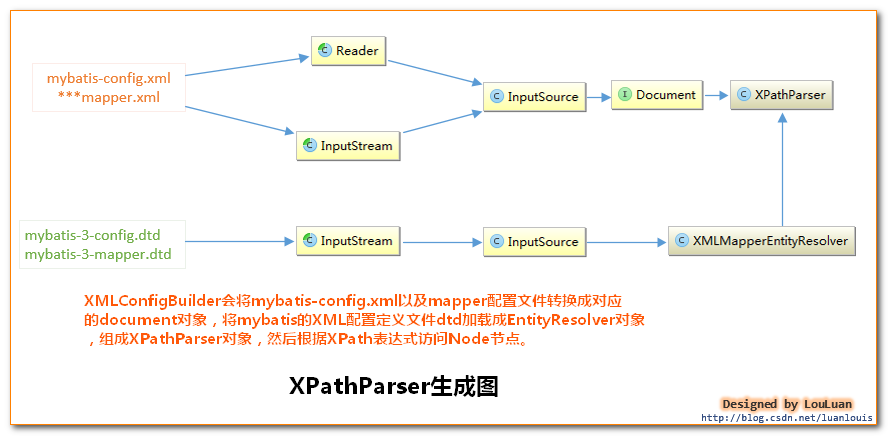 mybatis-config.xml
***mapper.xml
C Reader
C InputStream
C InputSource
I Document
C XPathParser
mybatis-3-config.dtd
mybatis-3-mapper.dtd
C InputStream
C InputSource
C XMLMapperEntityResolver
XMLConfigBuilder会将mybatis-config.xml以及mapper配置文件转换成对应
的document对象，将mybatis的XML配置定义文件dtd加载成EntityResolver对象
，组成XPathParser对象，然后根据XPath表达式访问Node节点。
XPathParser生成图
Designed by LouLuan
http://blog.csdn.net/luanlouis